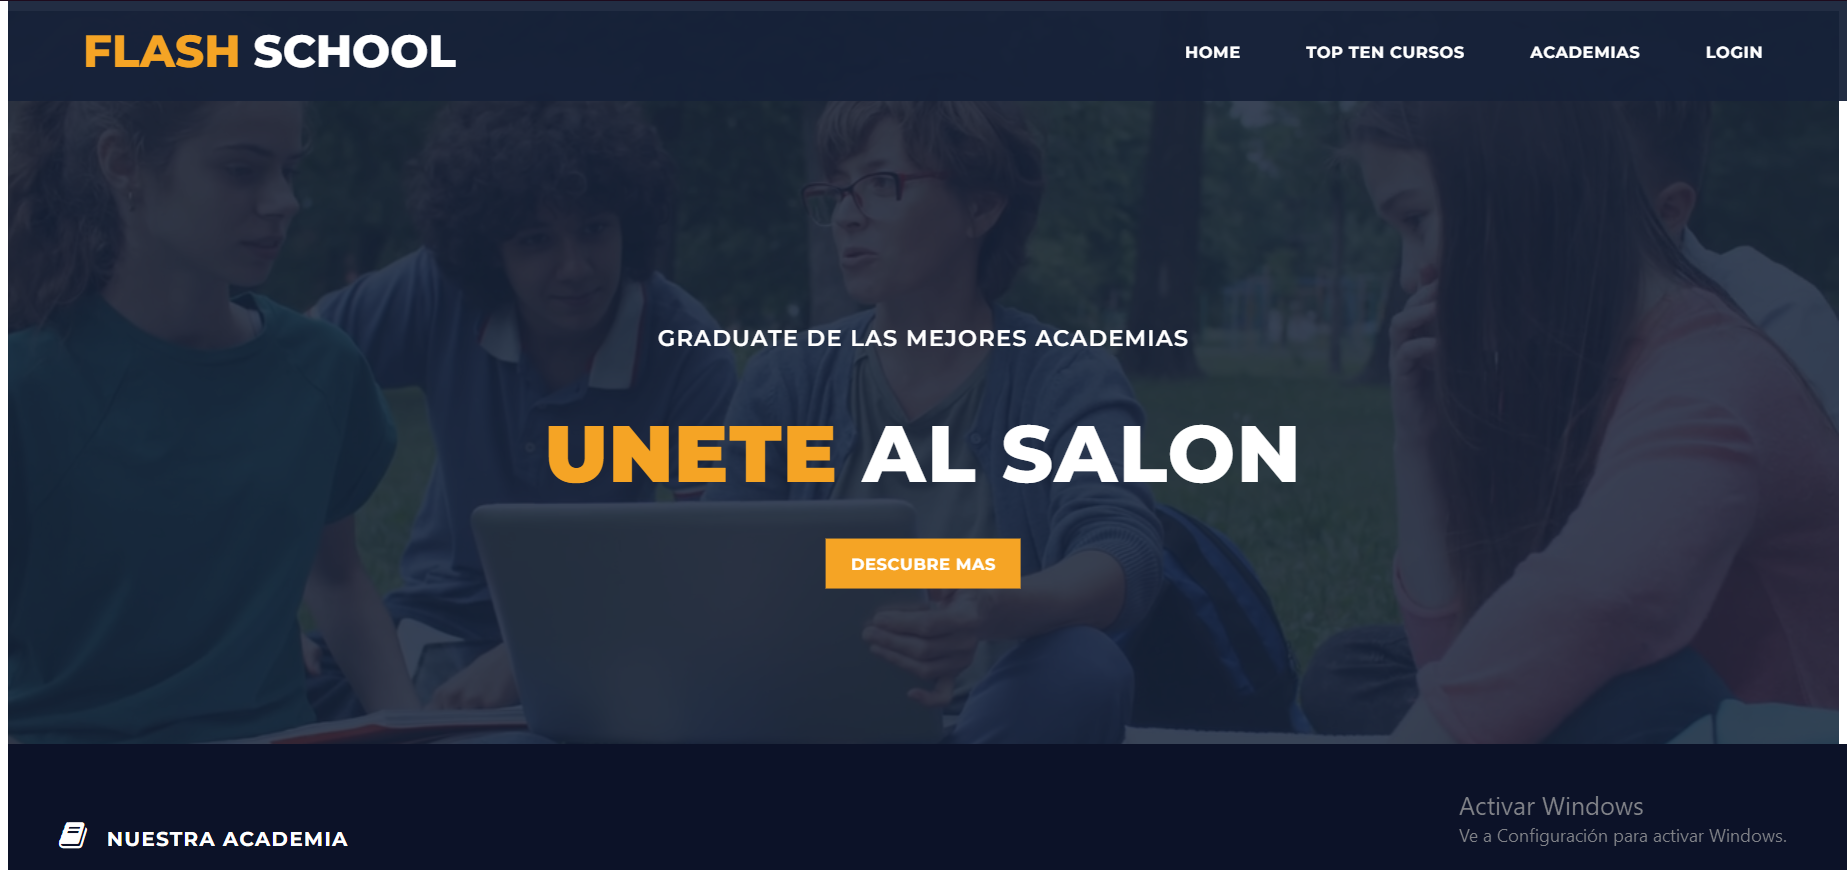 FLASH SCHOOL
HOME TOP TEN CURSOS ACADEMIAS LOGIN
GRADUATE DE LAS MEJORES ACADEMIAS
UNETE AL SALON
DESCUBRE MAS
NUESTRA ACADEMIA
Activar Windows
Ve a Configuración para activar Windows.